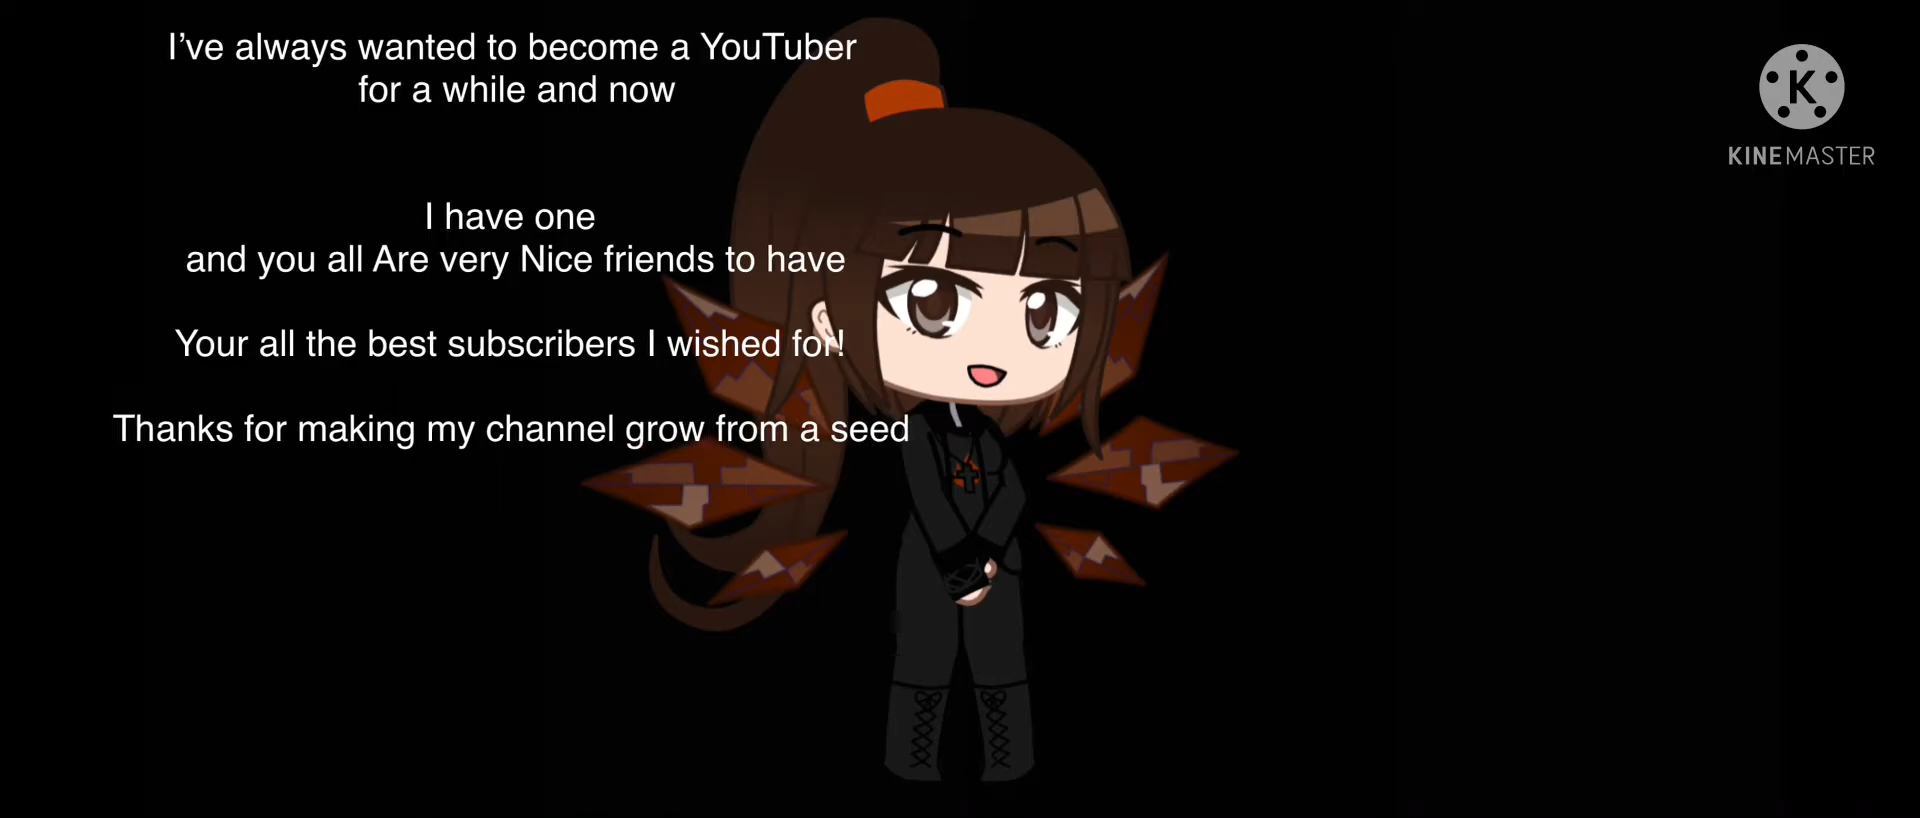 I’ve always wanted to become a YouTuber
for a while and now
I have one
and you all Are very Nice friends to have
Your all the best subscribers I wished for!
Thanks for making my channel grow from a seed
K
KINEMASTER